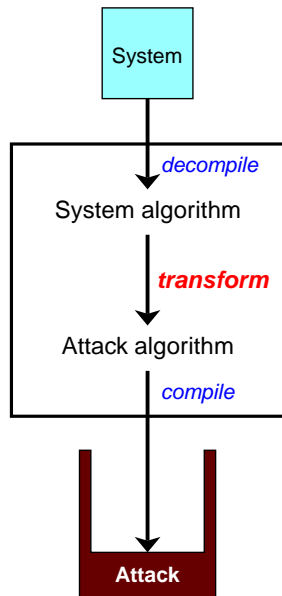 System
decompile
System algorithm
transform
Attack algorithm
compile
Attack